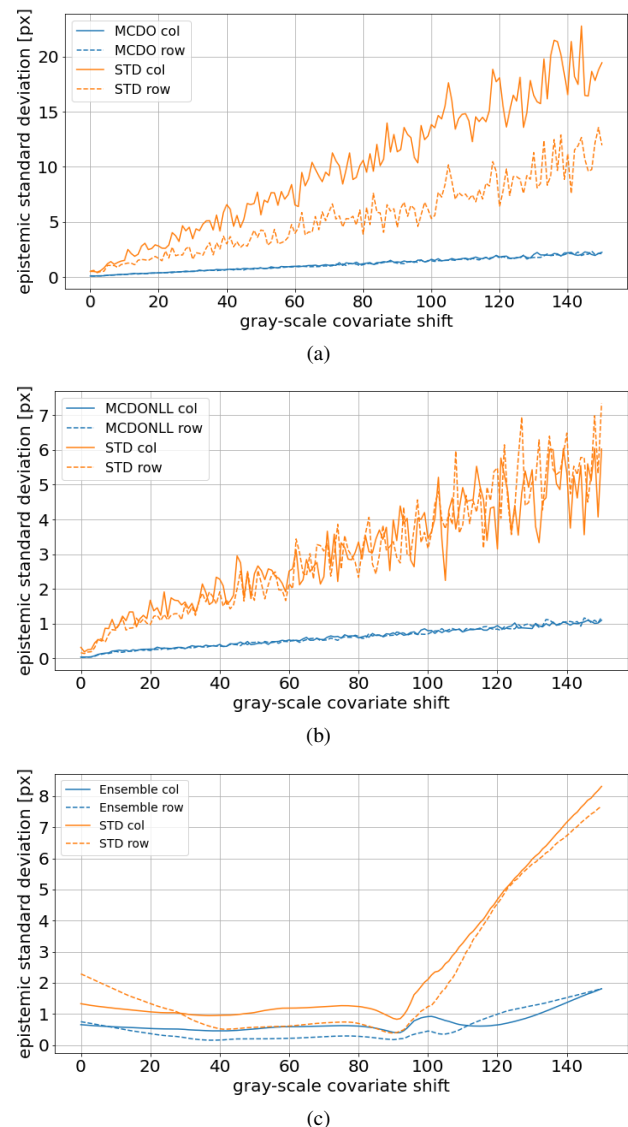 epistemic standard deviation [px]
MCDO col
MCDO row
STD col
STD row
20
15
10
5
0
0 20 40 60 80 100 120 140
gray-scale covariate shift
(a)
epistemic standard deviation [px]
MCDONLL col
MCDONLL row
STD col
STD row
7
6
5
4
3
2
1
0
0 20 40 60 80 100 120 140
gray-scale covariate shift
(b)
epistemic standard deviation [px]
Ensemble col
Ensemble row
STD col
STD row
8
7
6
5
4
3
2
1
0
0 20 40 60 80 100 120 140
gray-scale covariate shift
(c)